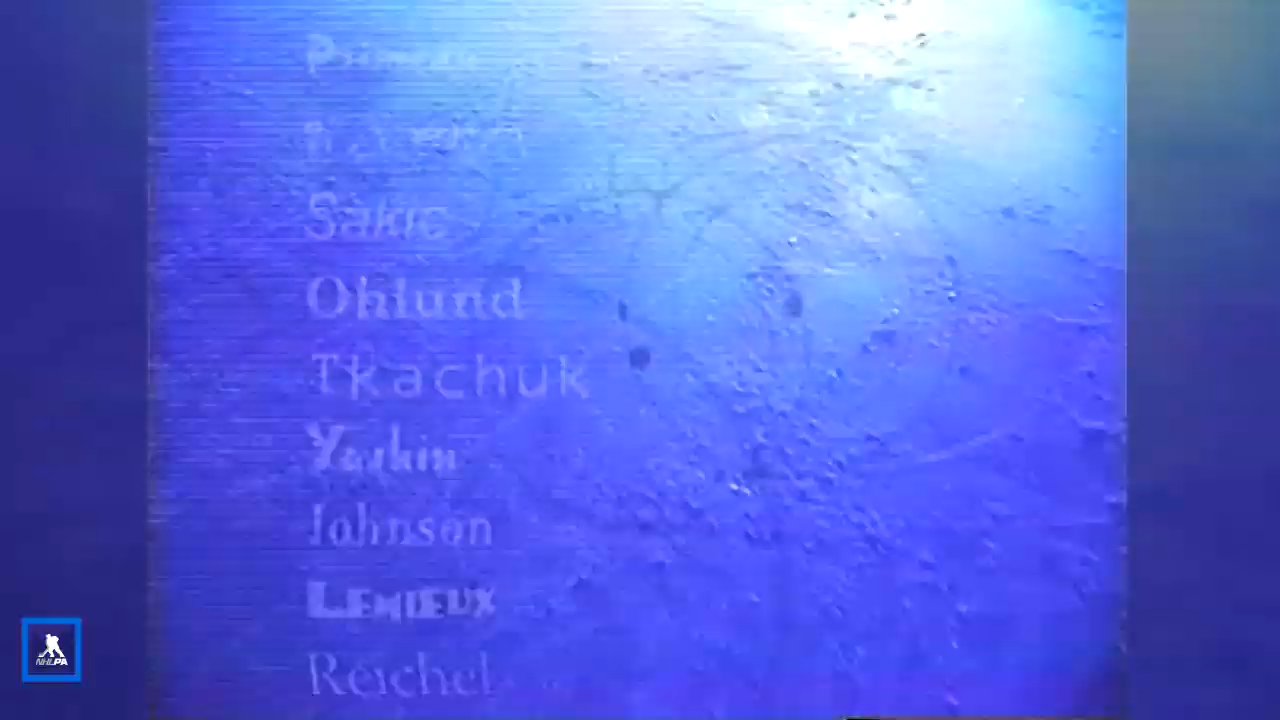 Sakic
Ohlund
Tkachuk
Yashin
Johnson
Lemieux
Reichel
NHLPA